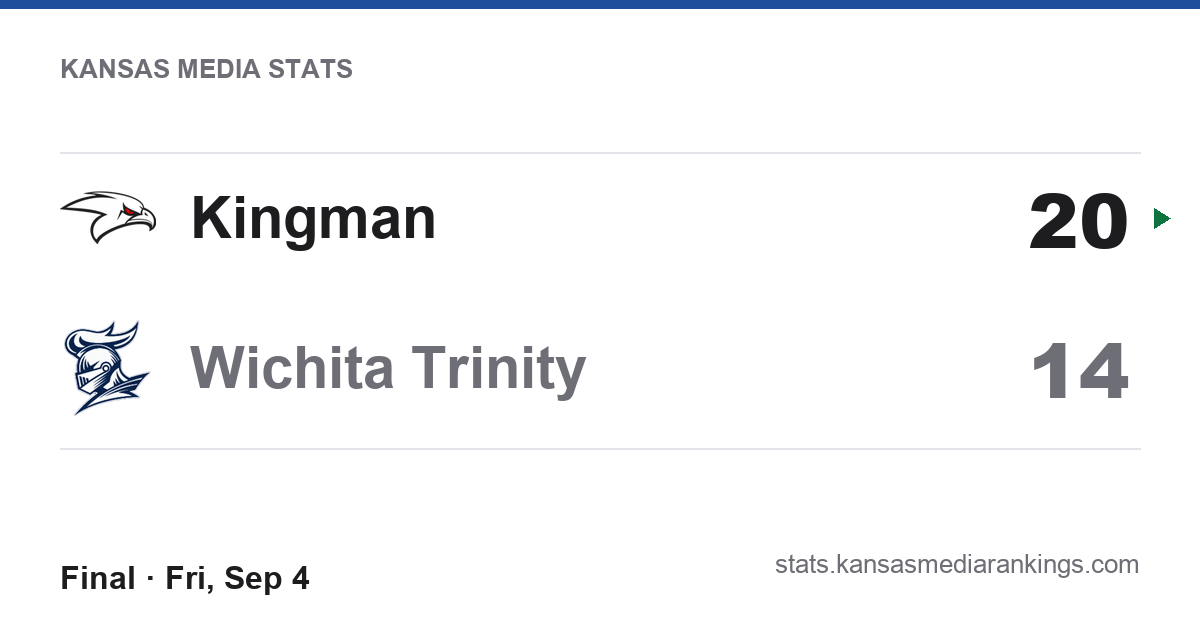 KANSAS MEDIA STATS
Kingman 20
Wichita Trinity 14
Final · Fri, Sep 4
stats.kansasmediarankings.com